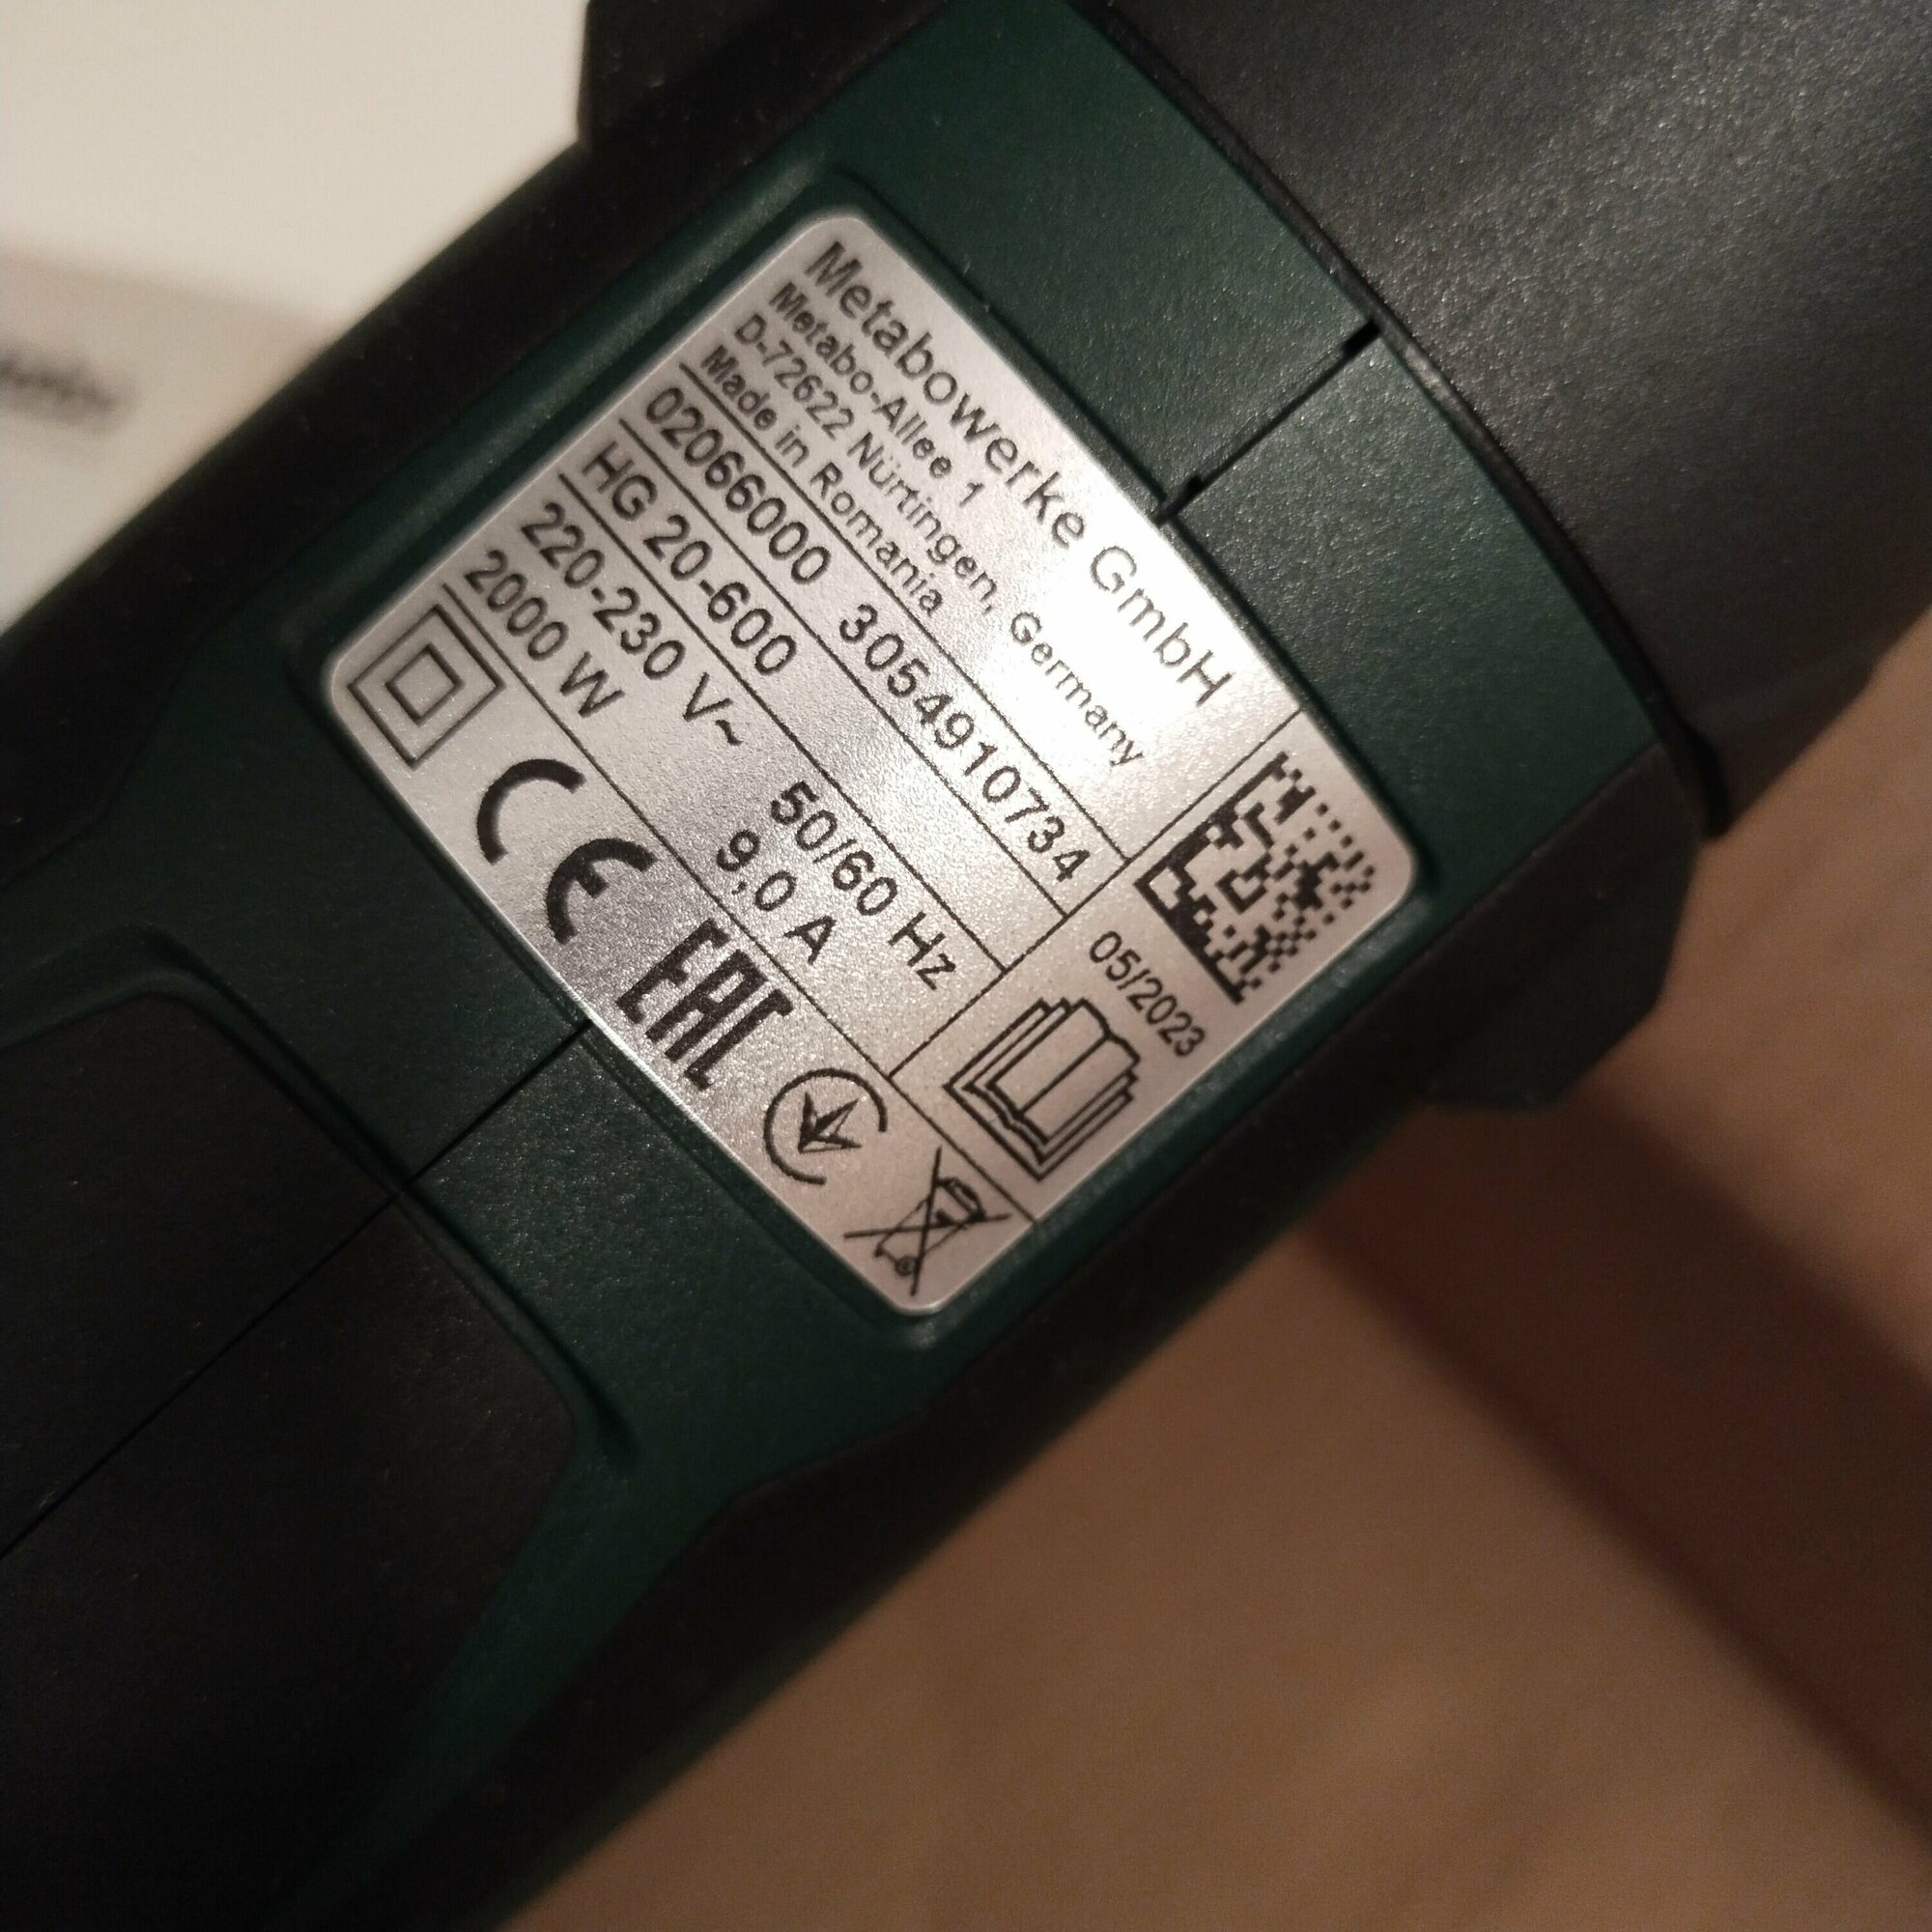 Metabowerke GmbH
Metabo-Allee 1
D-72622 Nürtingen, Germany
Made in Romania
02066000 3054910734
HG 20-600
220-230 V~ 50/60 Hz
2000 W 9,0 A
05/2023
CE EAC